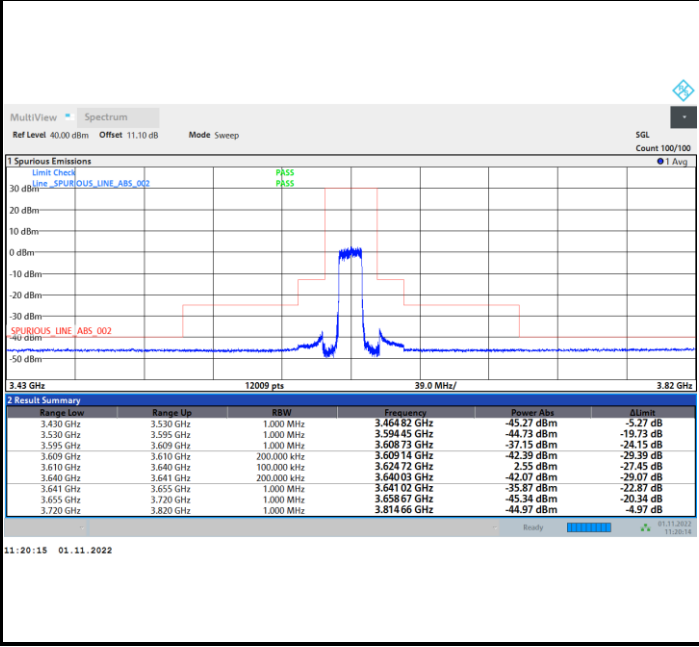 MultiView Spectrum
Ref Level 40.00 dBm Offset 11.10 dB Mode Sweep SGL
Count 100/100
1 Spurious Emissions 1 Avg
Limit Check PASS
Line _SPURIOUS_LINE_ABS_002 PASS
30 dBm
20 dBm
10 dBm
0 dBm
-10 dBm
-20 dBm
-30 dBm
_SPURIOUS_LINE_ABS_002
-40 dBm
-50 dBm
3.43 GHz 12009 pts 39.0 MHz/ 3.82 GHz
2 Result Summary
Range Low Range Up RBW Frequency Power Abs ΔLimit
3.430 GHz 3.530 GHz 1.000 MHz 3.464 82 GHz -45.27 dBm -5.27 dB
3.530 GHz 3.595 GHz 1.000 MHz 3.594 45 GHz -44.73 dBm -19.73 dB
3.595 GHz 3.609 GHz 1.000 MHz 3.608 73 GHz -37.15 dBm -24.15 dB
3.609 GHz 3.610 GHz 200.000 kHz 3.609 14 GHz -42.39 dBm -29.39 dB
3.610 GHz 3.640 GHz 100.000 kHz 3.624 72 GHz 2.55 dBm -27.45 dB
3.640 GHz 3.641 GHz 200.000 kHz 3.640 03 GHz -42.07 dBm -29.07 dB
3.641 GHz 3.655 GHz 1.000 MHz 3.641 02 GHz -35.87 dBm -22.87 dB
3.655 GHz 3.720 GHz 1.000 MHz 3.658 67 GHz -45.34 dBm -20.34 dB
3.720 GHz 3.820 GHz 1.000 MHz 3.814 66 GHz -44.97 dBm -4.97 dB
Ready 01.11.2022
11:20:14
11:20:15 01.11.2022